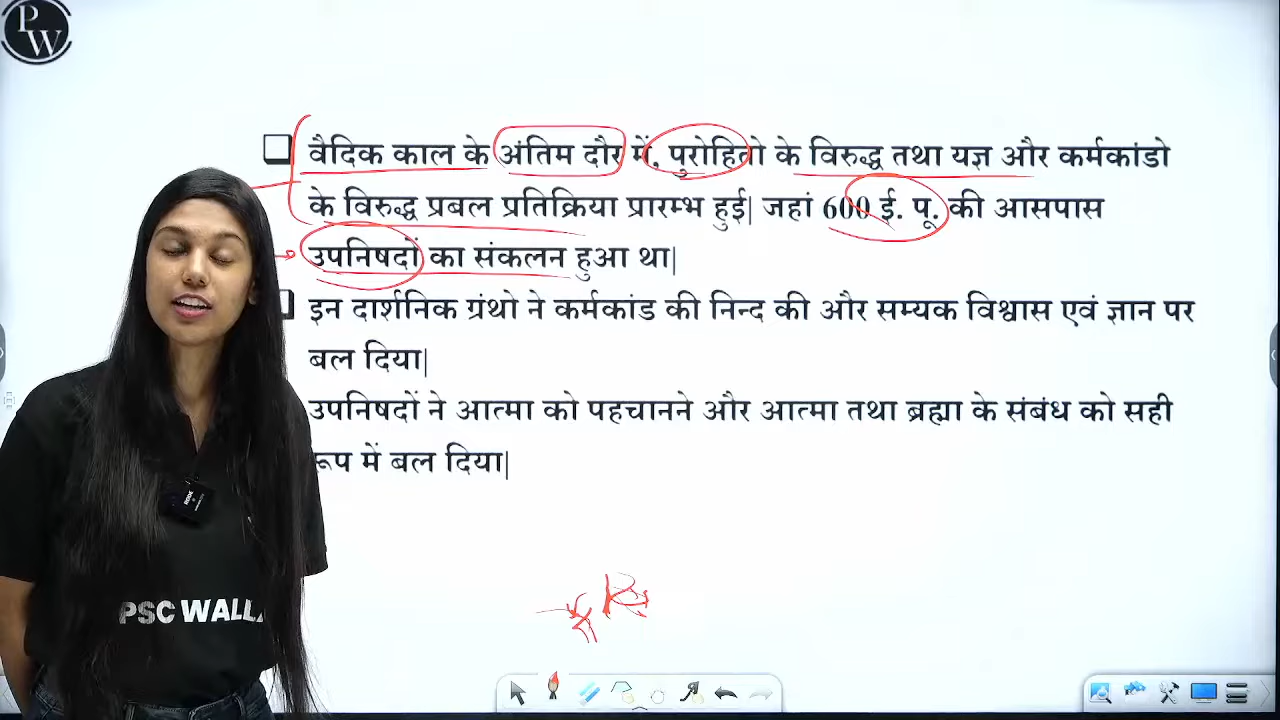 PW
वैदिक काल के अंतिम दौर में, पुरोहितो के विरुद्ध तथा यज्ञ और कर्मकांडो
के विरुद्ध प्रबल प्रतिक्रिया प्रारम्भ हुई| जहां 600 ई. पू. की आसपास
उपनिषदों का संकलन हुआ था|
इन दार्शनिक ग्रंथो ने कर्मकांड की निन्द की और सम्यक विश्वास एवं ज्ञान पर
बल दिया|
उपनिषदों ने आत्मा को पहचानने और आत्मा तथा ब्रह्मा के संबंध को सही
रूप में बल दिया|
PSC WALL